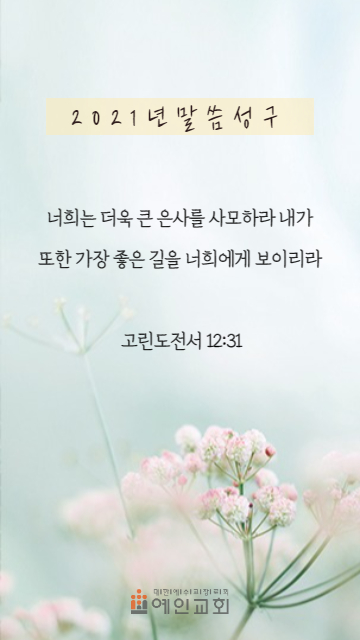 2021년말씀성구
너희는 더욱 큰 은사를 사모하라 내가
또한 가장 좋은 길을 너희에게 보이리라
고린도전서 12:31
예인교회